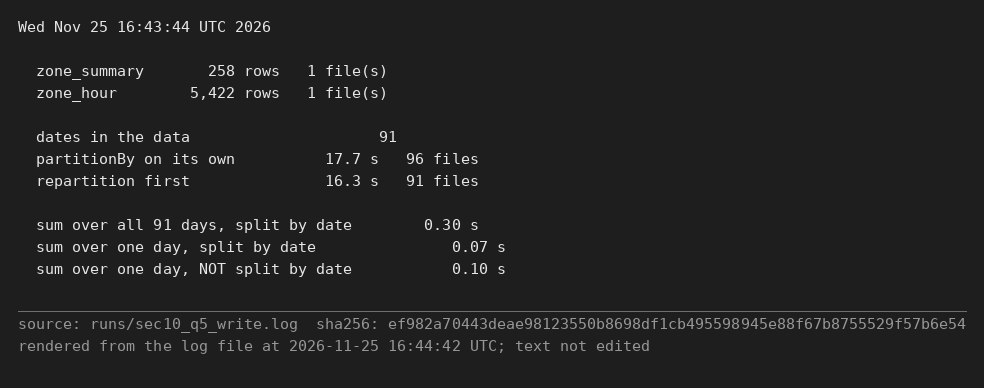 Wed Nov 25 16:43:44 UTC 2026
zone_summary 258 rows 1 file(s)
zone_hour 5,422 rows 1 file(s)
dates in the data 91
partitionBy on its own 17.7 s 96 files
repartition first 16.3 s 91 files
sum over all 91 days, split by date 0.30 s
sum over one day, split by date 0.07 s
sum over one day, NOT split by date 0.10 s
source: runs/sec10_q5_write.log sha256: ef982a70443deae98123550b8698df1cb495598945e88f67b8755529f57b6e54
rendered from the log file at 2026-11-25 16:44:42 UTC; text not edited